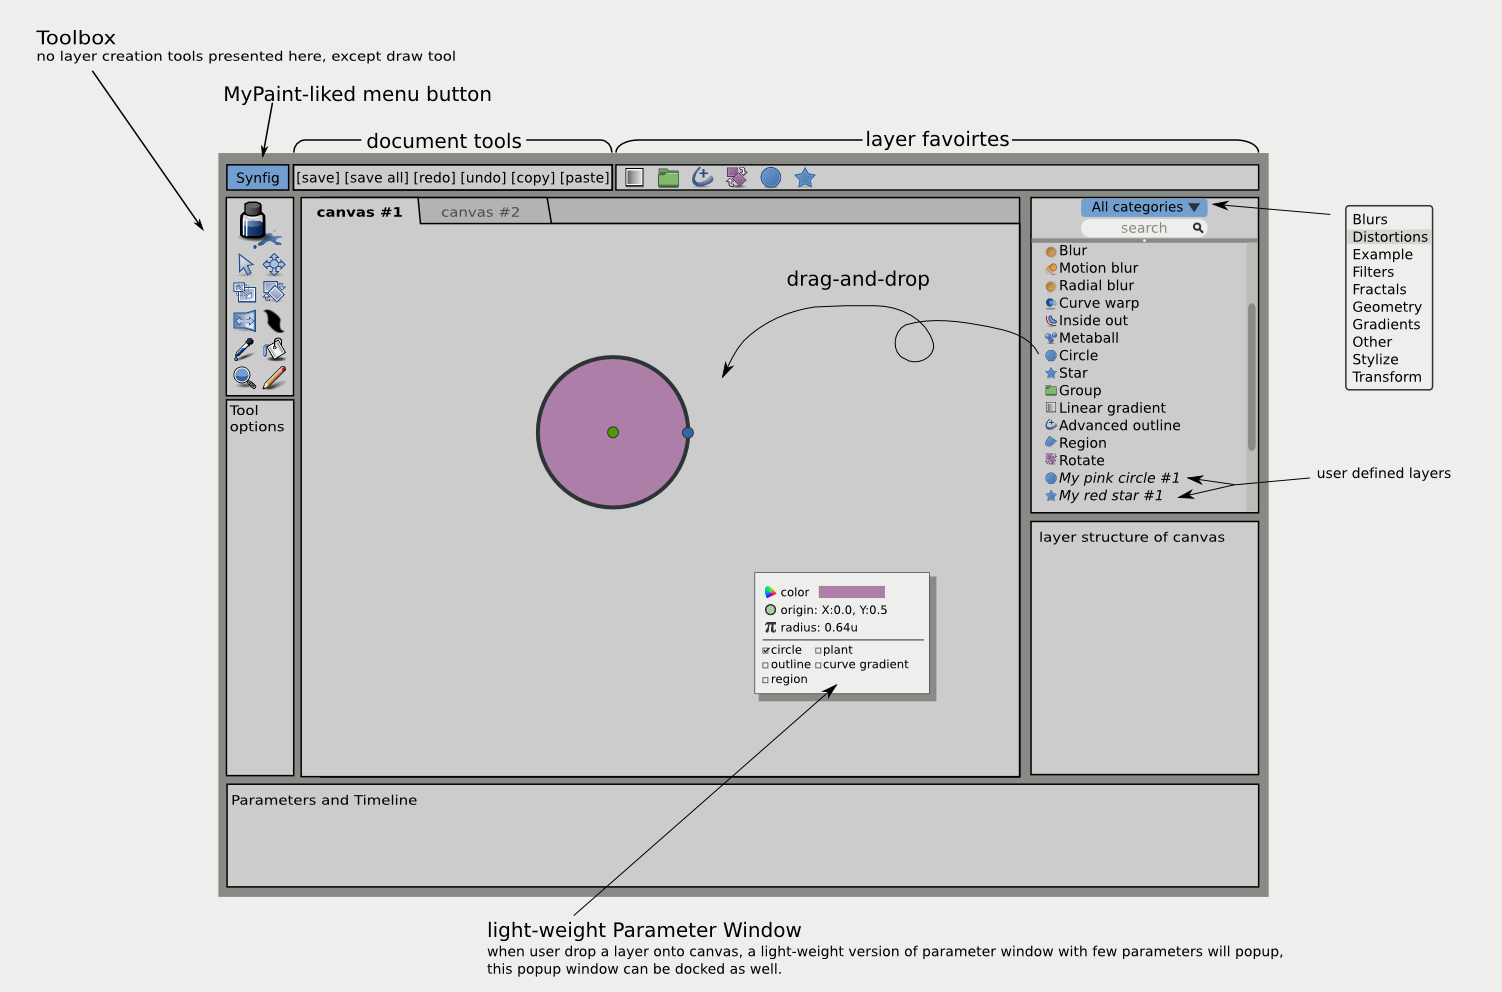 Toolbox
no layer creation tools presented here, except draw tool
MyPaint-liked menu button
document tools
layer favoirtes
Synfig
[save] [save all] [redo] [undo] [copy] [paste]
canvas #1
canvas #2
All categories
search
Blur
Motion blur
Radial blur
Curve warp
Inside out
Metaball
Circle
Star
Group
Linear gradient
Advanced outline
Region
Rotate
My pink circle #1
My red star #1
Blurs
Distortions
Example
Filters
Fractals
Geometry
Gradients
Other
Stylize
Transform
user defined layers
drag-and-drop
Tool
options
layer structure of canvas
color
origin: X:0.0, Y:0.5
π radius: 0.64u
circle plant
outline curve gradient
region
Parameters and Timeline
light-weight Parameter Window
when user drop a layer onto canvas, a light-weight version of parameter window with few parameters will popup,
this popup window can be docked as well.